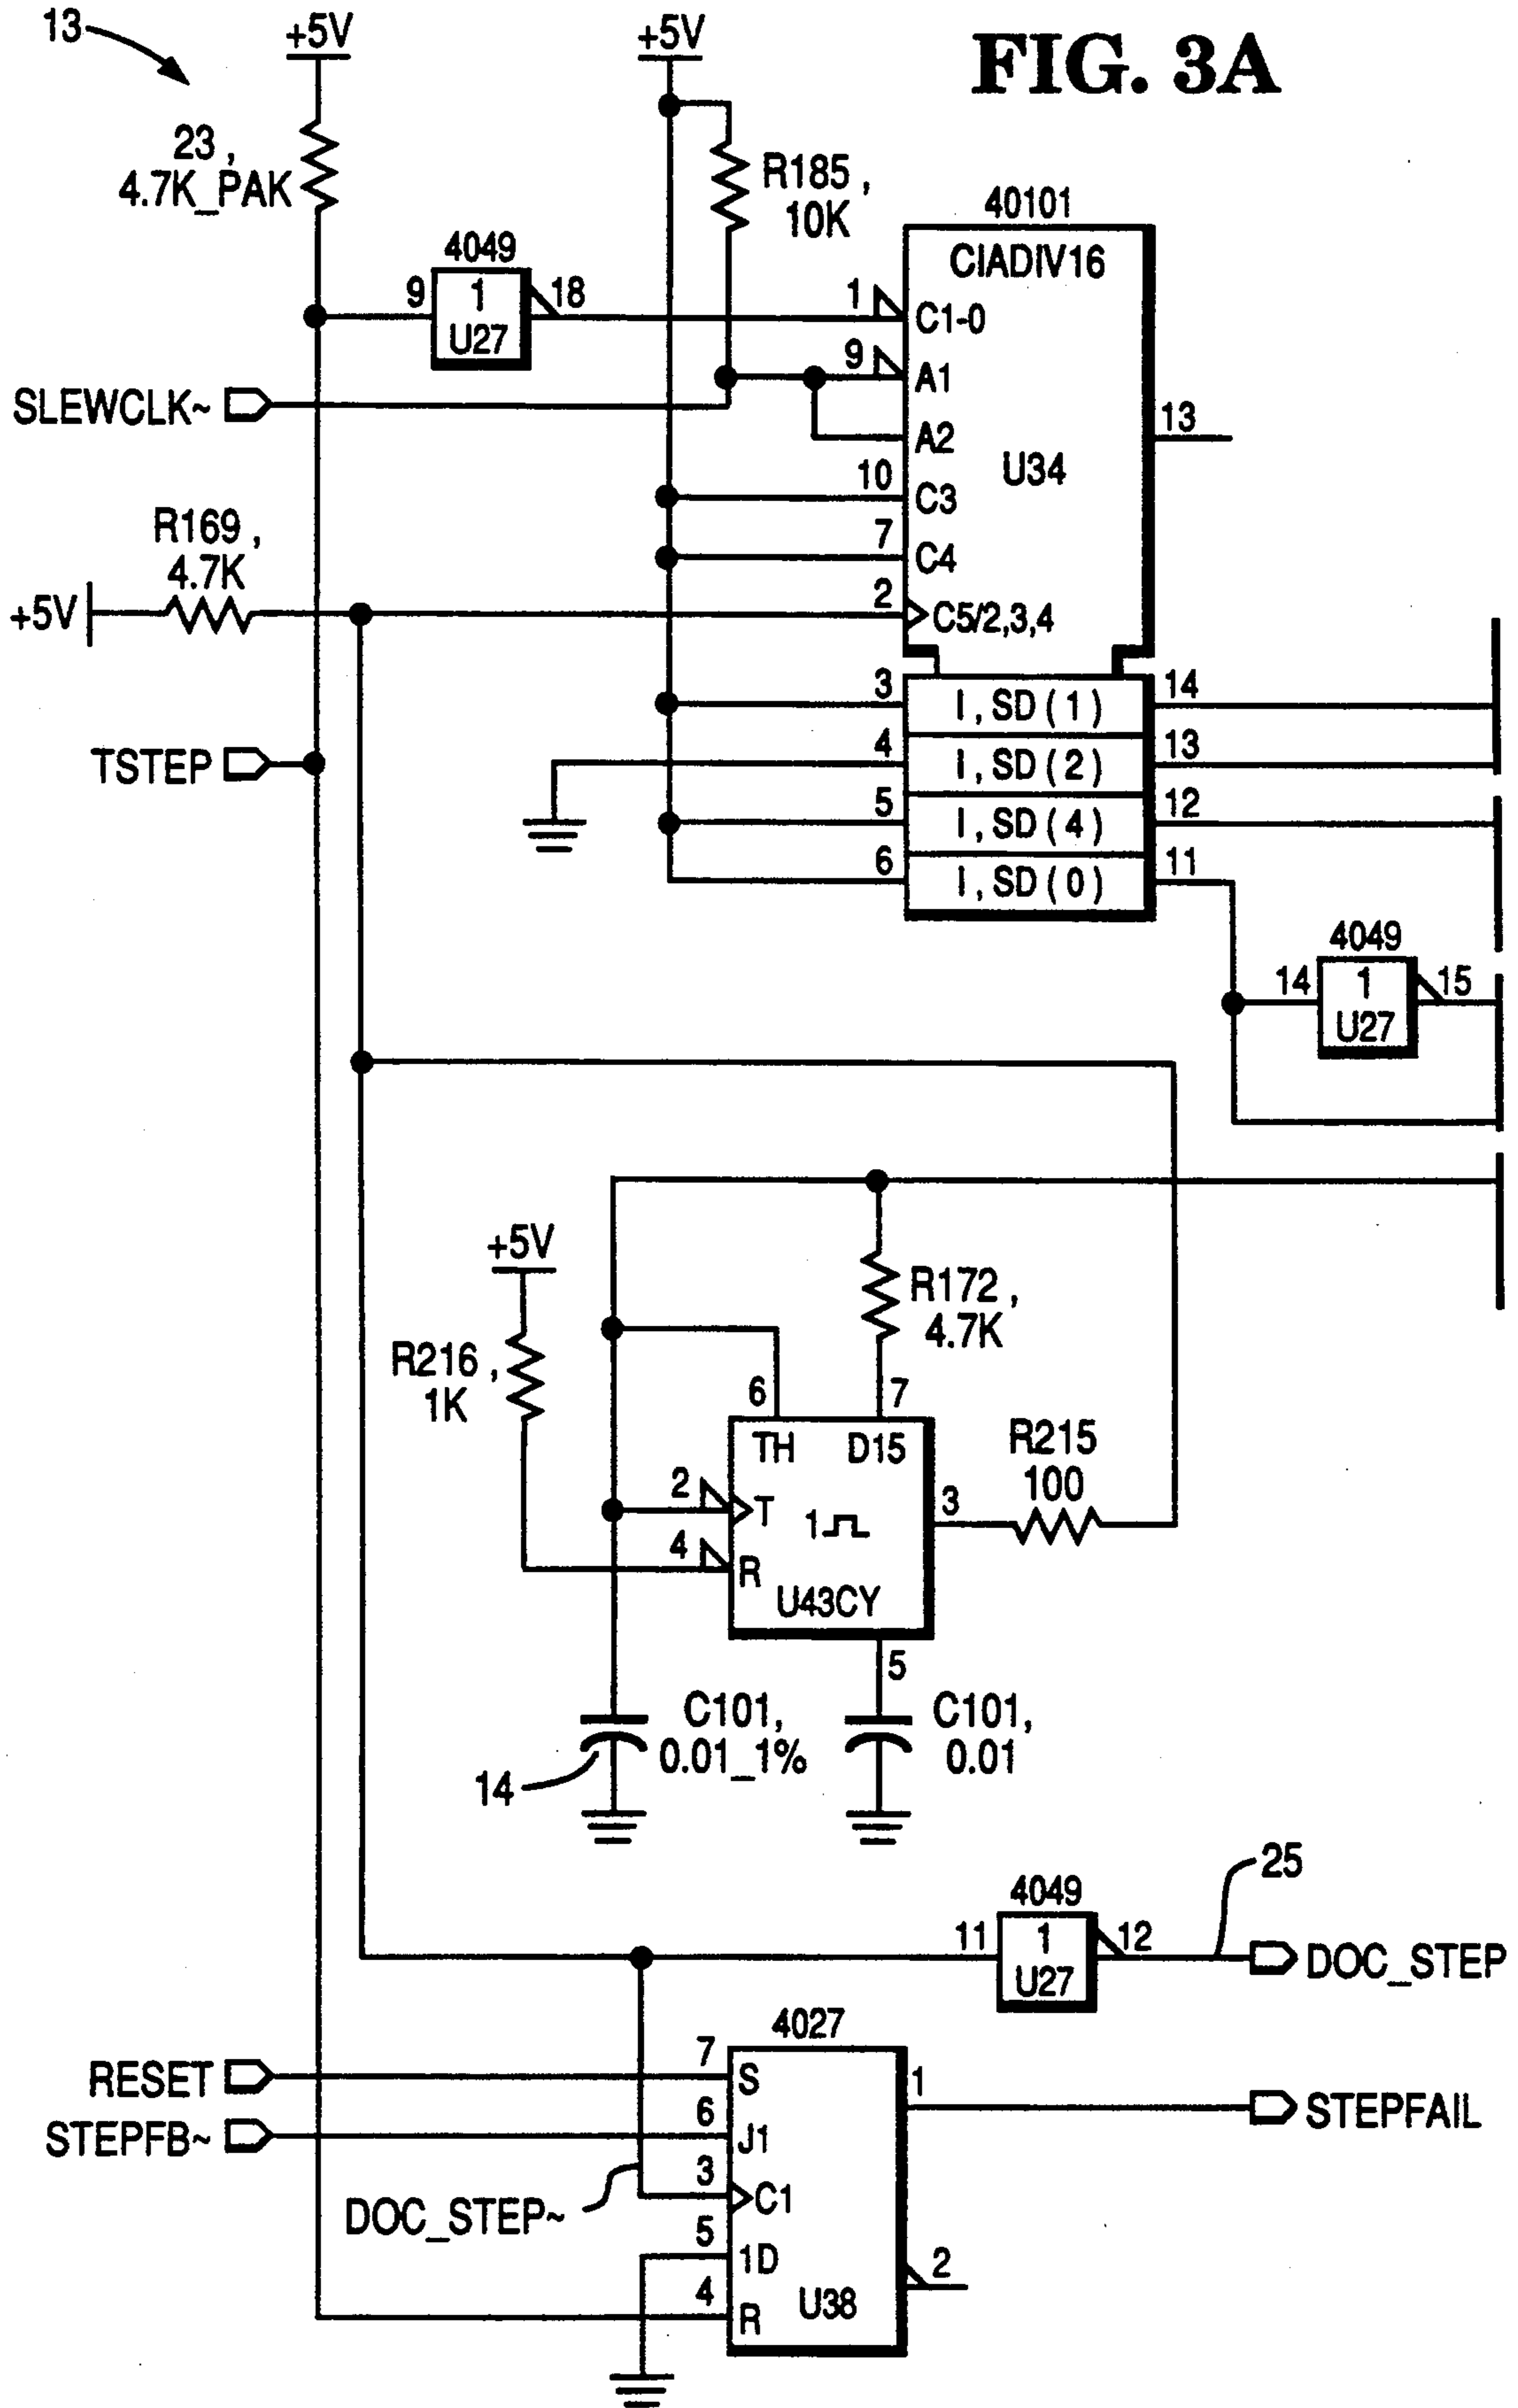 FIG. 3A
13
+5V
+5V
23 ,
4.7K_PAK
R185 ,
10K
40101
CIADIV16
4049
9
1
18
U27
1
C1-0
9
A1
SLEWCLK~
A2
13
U34
10
C3
R169 ,
4.7K
7
C4
+5V
2
C5/2,3,4
3
I , SD ( 1 )
14
TSTEP
4
I , SD ( 2 )
13
5
I , SD ( 4 )
12
6
I , SD ( 0 )
11
4049
14
1
15
U27
+5V
R172 ,
4.7K
R216 ,
1K
6
7
TH
D15
R215
100
2
T
1
3
4
R
U43CY
5
C101,
0.01_1%
C101,
0.01
14
25
4049
11
1
12
U27
DOC_STEP
4027
RESET
7
S
1
STEPFAIL
STEPFB~
6
J1
3
C1
DOC_STEP~
5
1D
2
4
R
U38